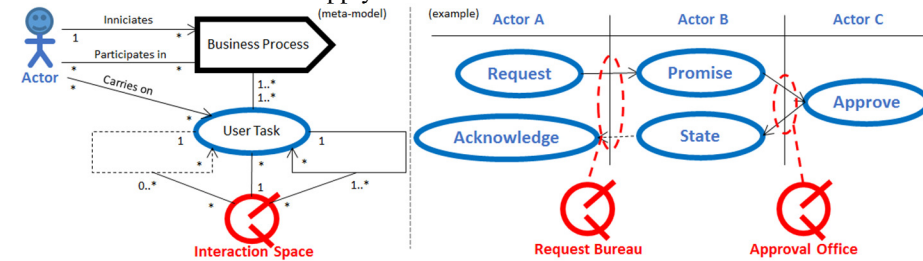 (meta-model)
Inniciates
1
*
Business Process
Participates in
*
*
Actor
Carries on
*
*
1..*
1..*
User Task
1
1
*
*
*
0..*
1
1..*
*
*
Interaction Space
(example)
Actor A
Actor B
Actor C
Request
Promise
Approve
Acknowledge
State
Request Bureau
Approval Office